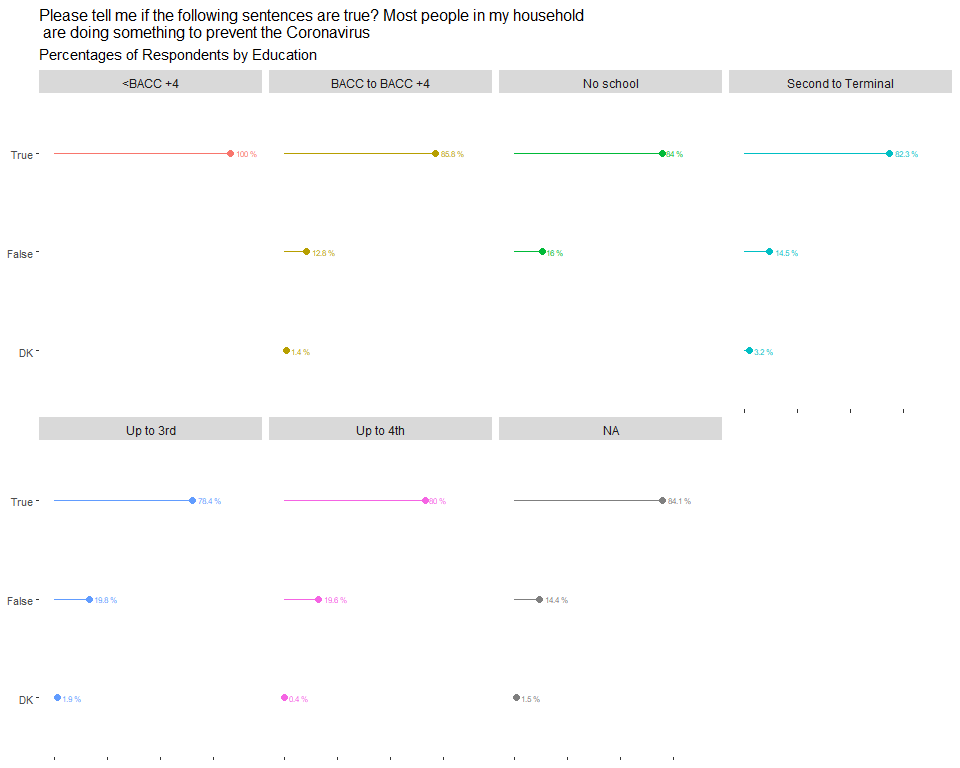 Please tell me if the following sentences are true? Most people in my household
are doing something to prevent the Coronavirus
Percentages of Respondents by Education
<BACC +4
BACC to BACC +4
No school
Second to Terminal
True
100 %
85.8 %
84 %
82.3 %
False
12.8 %
16 %
14.5 %
DK
1.4 %
3.2 %
Up to 3rd
Up to 4th
NA
True
78.4 %
80 %
84.1 %
False
19.8 %
19.6 %
14.4 %
DK
1.9 %
0.4 %
1.5 %